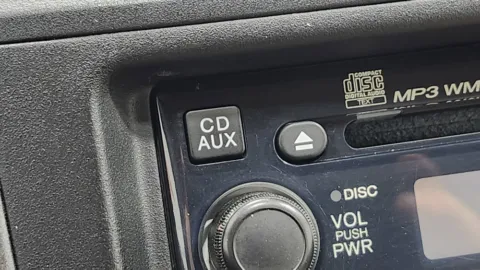 COMPACT
disc
DIGITAL AUDIO
TEXT
MP3 WM
CD
AUX
DISC
VOL
PUSH
PWR